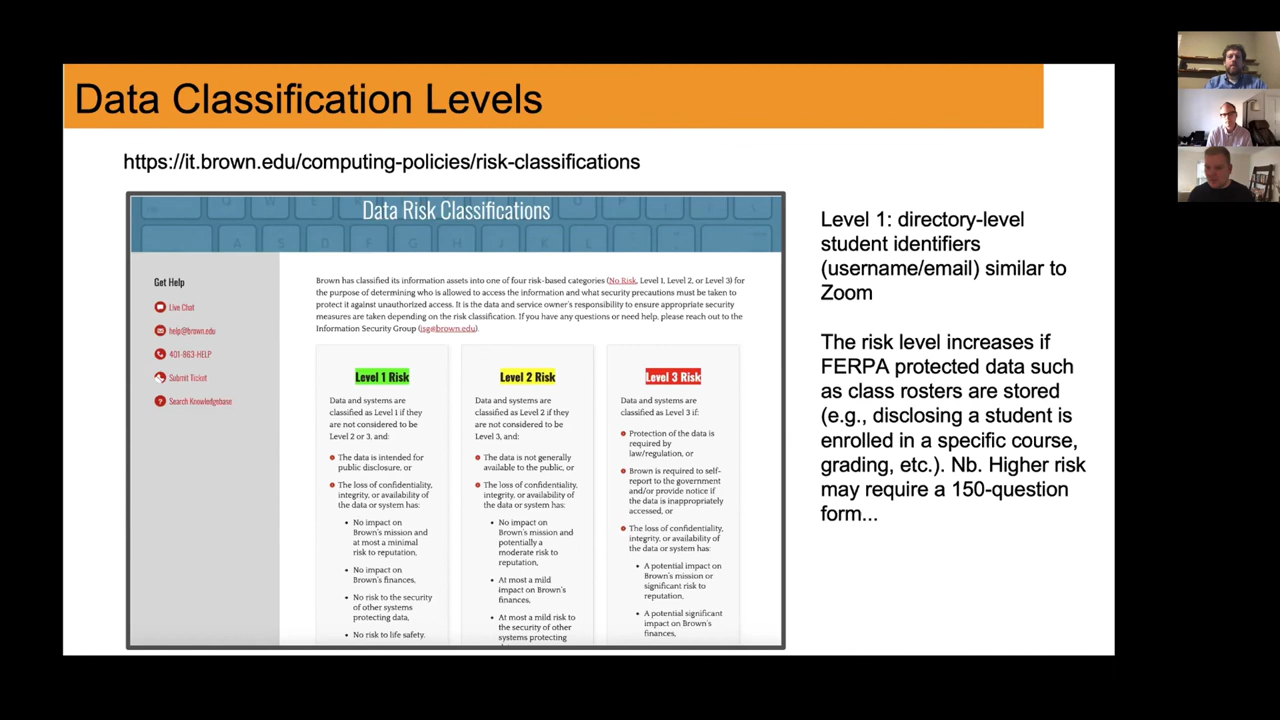 Data Classification Levels
https://it.brown.edu/computing-policies/risk-classifications
Data Risk Classifications
Get Help
Live Chat
help@brown.edu
401-863-HELP
Submit Ticket
Search Knowledgebase
Brown has classified its information assets into one of four risk-based categories (No Risk, Level 1, Level 2, or Level 3) for
the purpose of determining who is allowed to access the information and what security precautions must be taken to
protect it against unauthorized access. It is the data and service owner's responsibility to ensure appropriate security
measures are taken depending on the risk classification. If you have any questions or need help, please reach out to the
Information Security Group (isg@brown.edu).
Level 1 Risk
Data and systems are
classified as Level 1 if they
are not considered to be
Level 2 or 3, and:
The data is intended for
public disclosure, or
The loss of confidentiality,
integrity, or availability of
the data or system has:
No impact on
Brown's mission and
at most a minimal
risk to reputation,
No impact on
Brown's finances,
No risk to the security
of other systems
protecting data,
No risk to life safety.
Level 2 Risk
Data and systems are
classified as Level 2 if they
are not considered to be
Level 3, and:
The data is not generally
available to the public, or
The loss of confidentiality,
integrity, or availability of
the data or system has:
No impact on
Brown's mission and
potentially a
moderate risk to
reputation,
At most a mild
impact on Brown's
finances,
At most a mild risk to
the security of other
systems protecting
Level 3 Risk
Data and systems are
classified as Level 3 if:
Protection of the data is
required by
law/regulation, or
Brown is required to self-
report to the government
and/or provide notice if
the data is inappropriately
accessed, or
The loss of confidentiality,
integrity, or availability of
the data or system has:
A potential impact on
Brown's mission or
significant risk to
reputation,
A potential significant
impact on Brown's
finances,
Level 1: directory-level
student identifiers
(username/email) similar to
Zoom
The risk level increases if
FERPA protected data such
as class rosters are stored
(e.g., disclosing a student is
enrolled in a specific course,
grading, etc.). Nb. Higher risk
may require a 150-question
form...